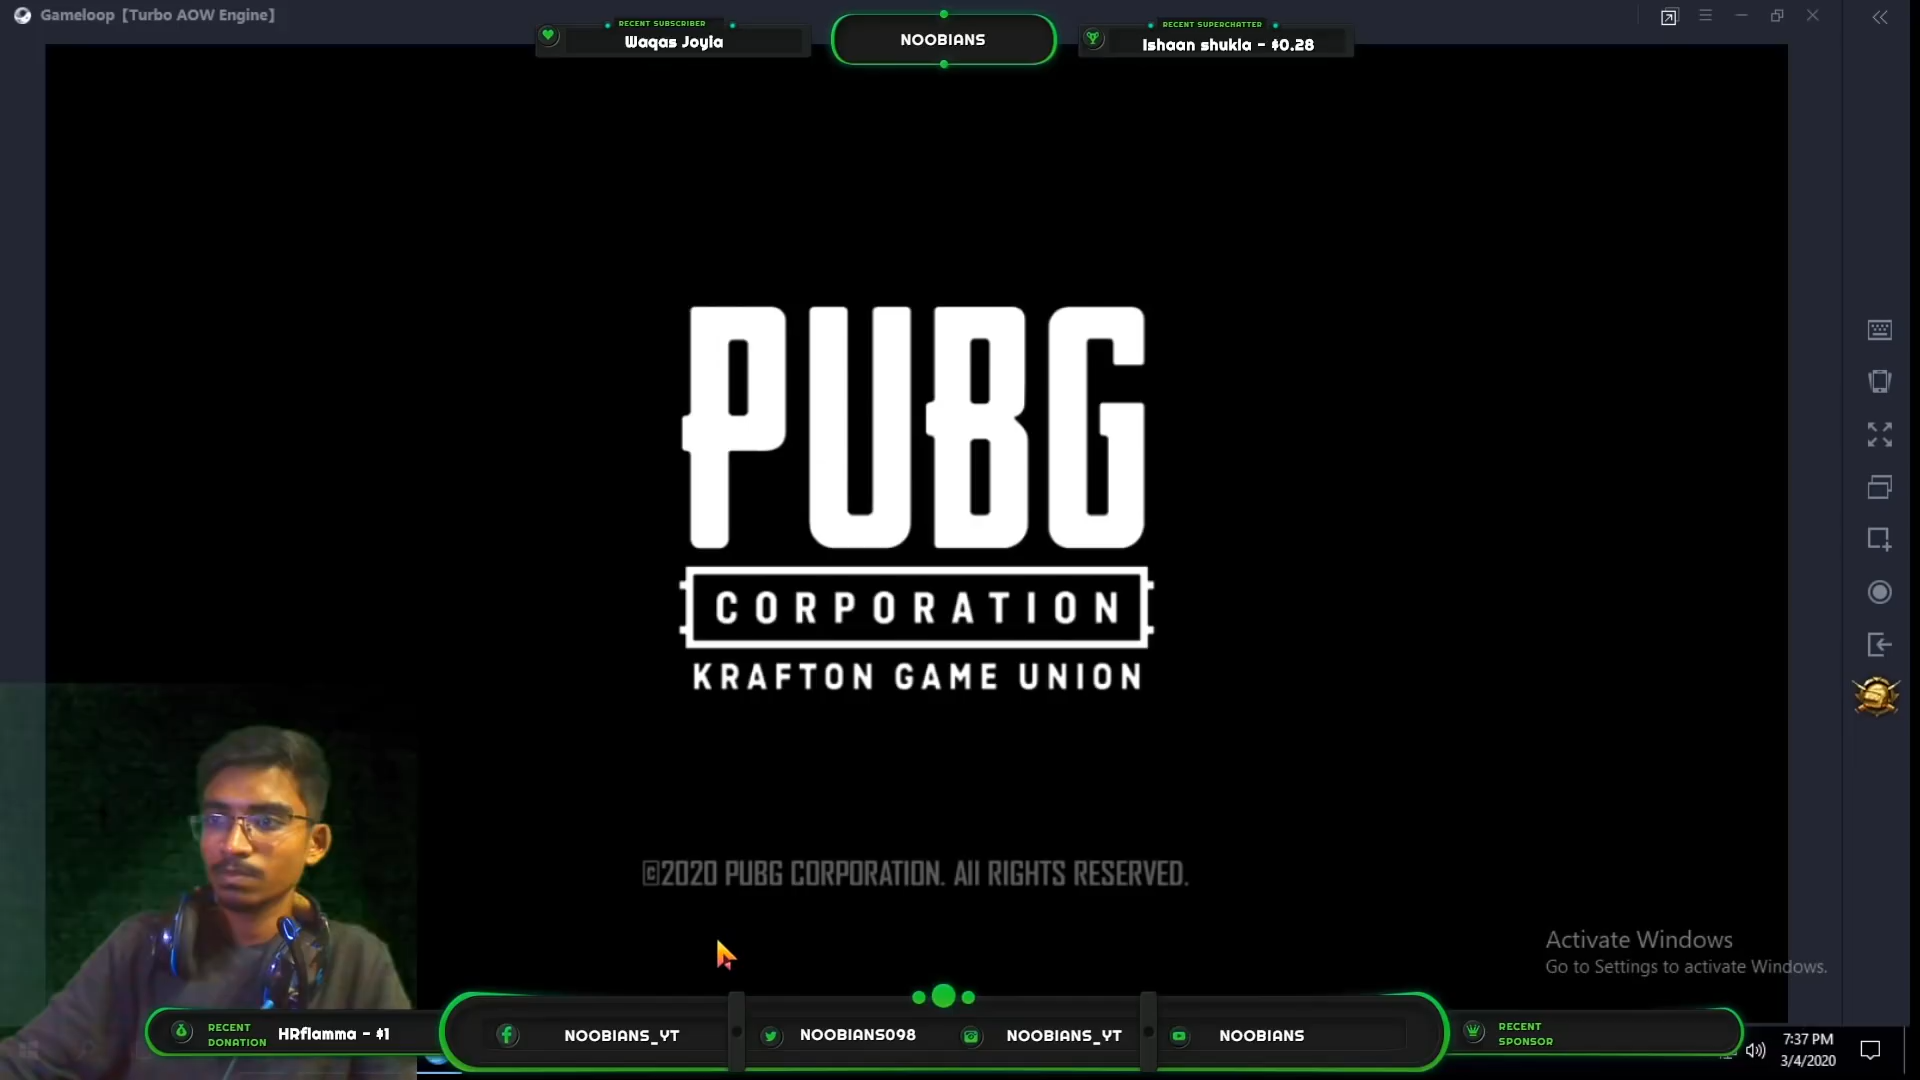 Gameloop [Turbo AOW Engine]
RECENT SUBSCRIBER
Waqas Joyia
NOOBIANS
RECENT SUPERCHATTER
Ishaan shukla - $0.28
PUBG
CORPORATION
KRAFTON GAME UNION
©2020 PUBG CORPORATION. All RIGHTS RESERVED.
Activate Windows
Go to Settings to activate Windows.
RECENT
DONATION
HRflamma - $1
NOOBIANS_YT
NOOBIANS098
NOOBIANS_YT
NOOBIANS
RECENT
SPONSOR
7:37 PM
3/4/2020